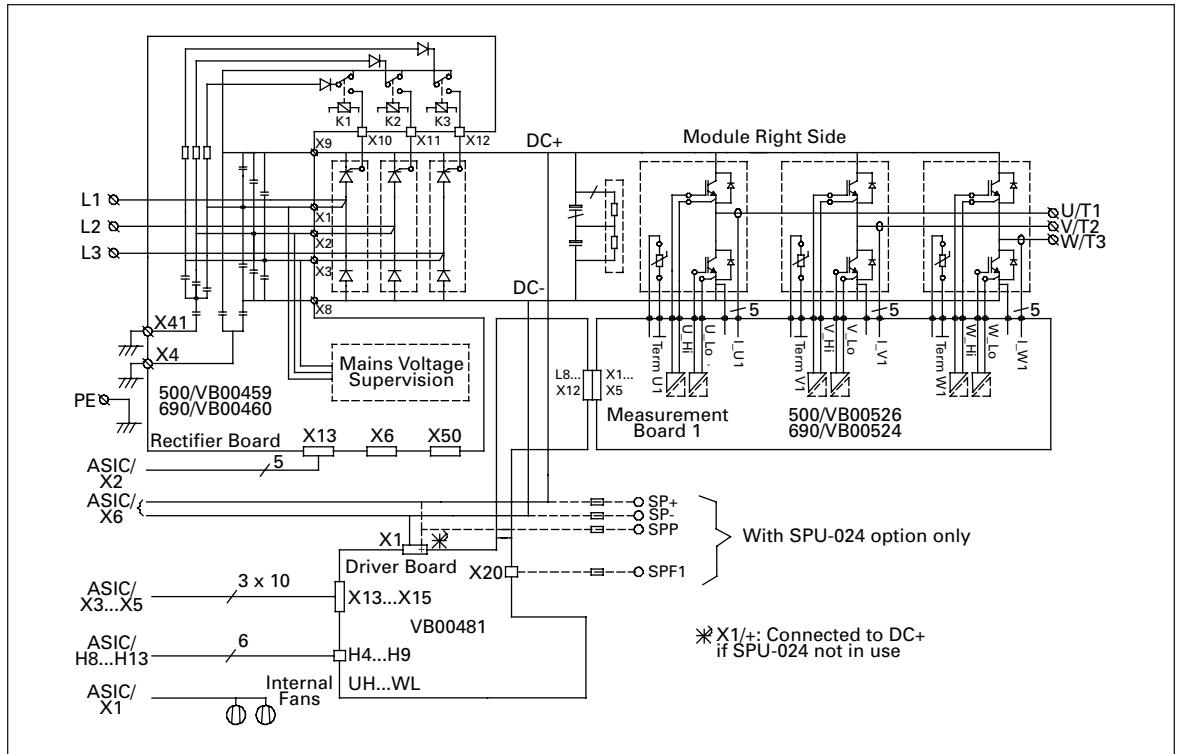 K1
K2
K3
X9
X10
X11
X12
DC+
Module Right Side
L1
L2
L3
X1
X2
X3
X8
U/T1
V/T2
W/T3
DC-
X41
X4
PE
500/VB00459
690/VB00460
Mains Voltage
Supervision
Rectifier Board
X13
X6
X50
5
5
5
Term U1
U_Hi
U_Lo
I_U1
Term V1
V_Hi
V_Lo
I_V1
Term W1
W_Hi
W_Lo
I_W1
L8...
X12
X1...
X5
Measurement
Board 1
500/VB00526
690/VB00524
ASIC/
X2
5
ASIC/
X6
SP+
SP-
SPP
SPF1
With SPU-024 option only
X1
+
Driver Board
X20
ASIC/
X3...X5
3 x 10
X13...X15
VB00481
ASIC/
H8...H13
6
H4...H9
UH...WL
ASIC/
X1
Internal
Fans
X1/+: Connected to DC+
if SPU-024 not in use